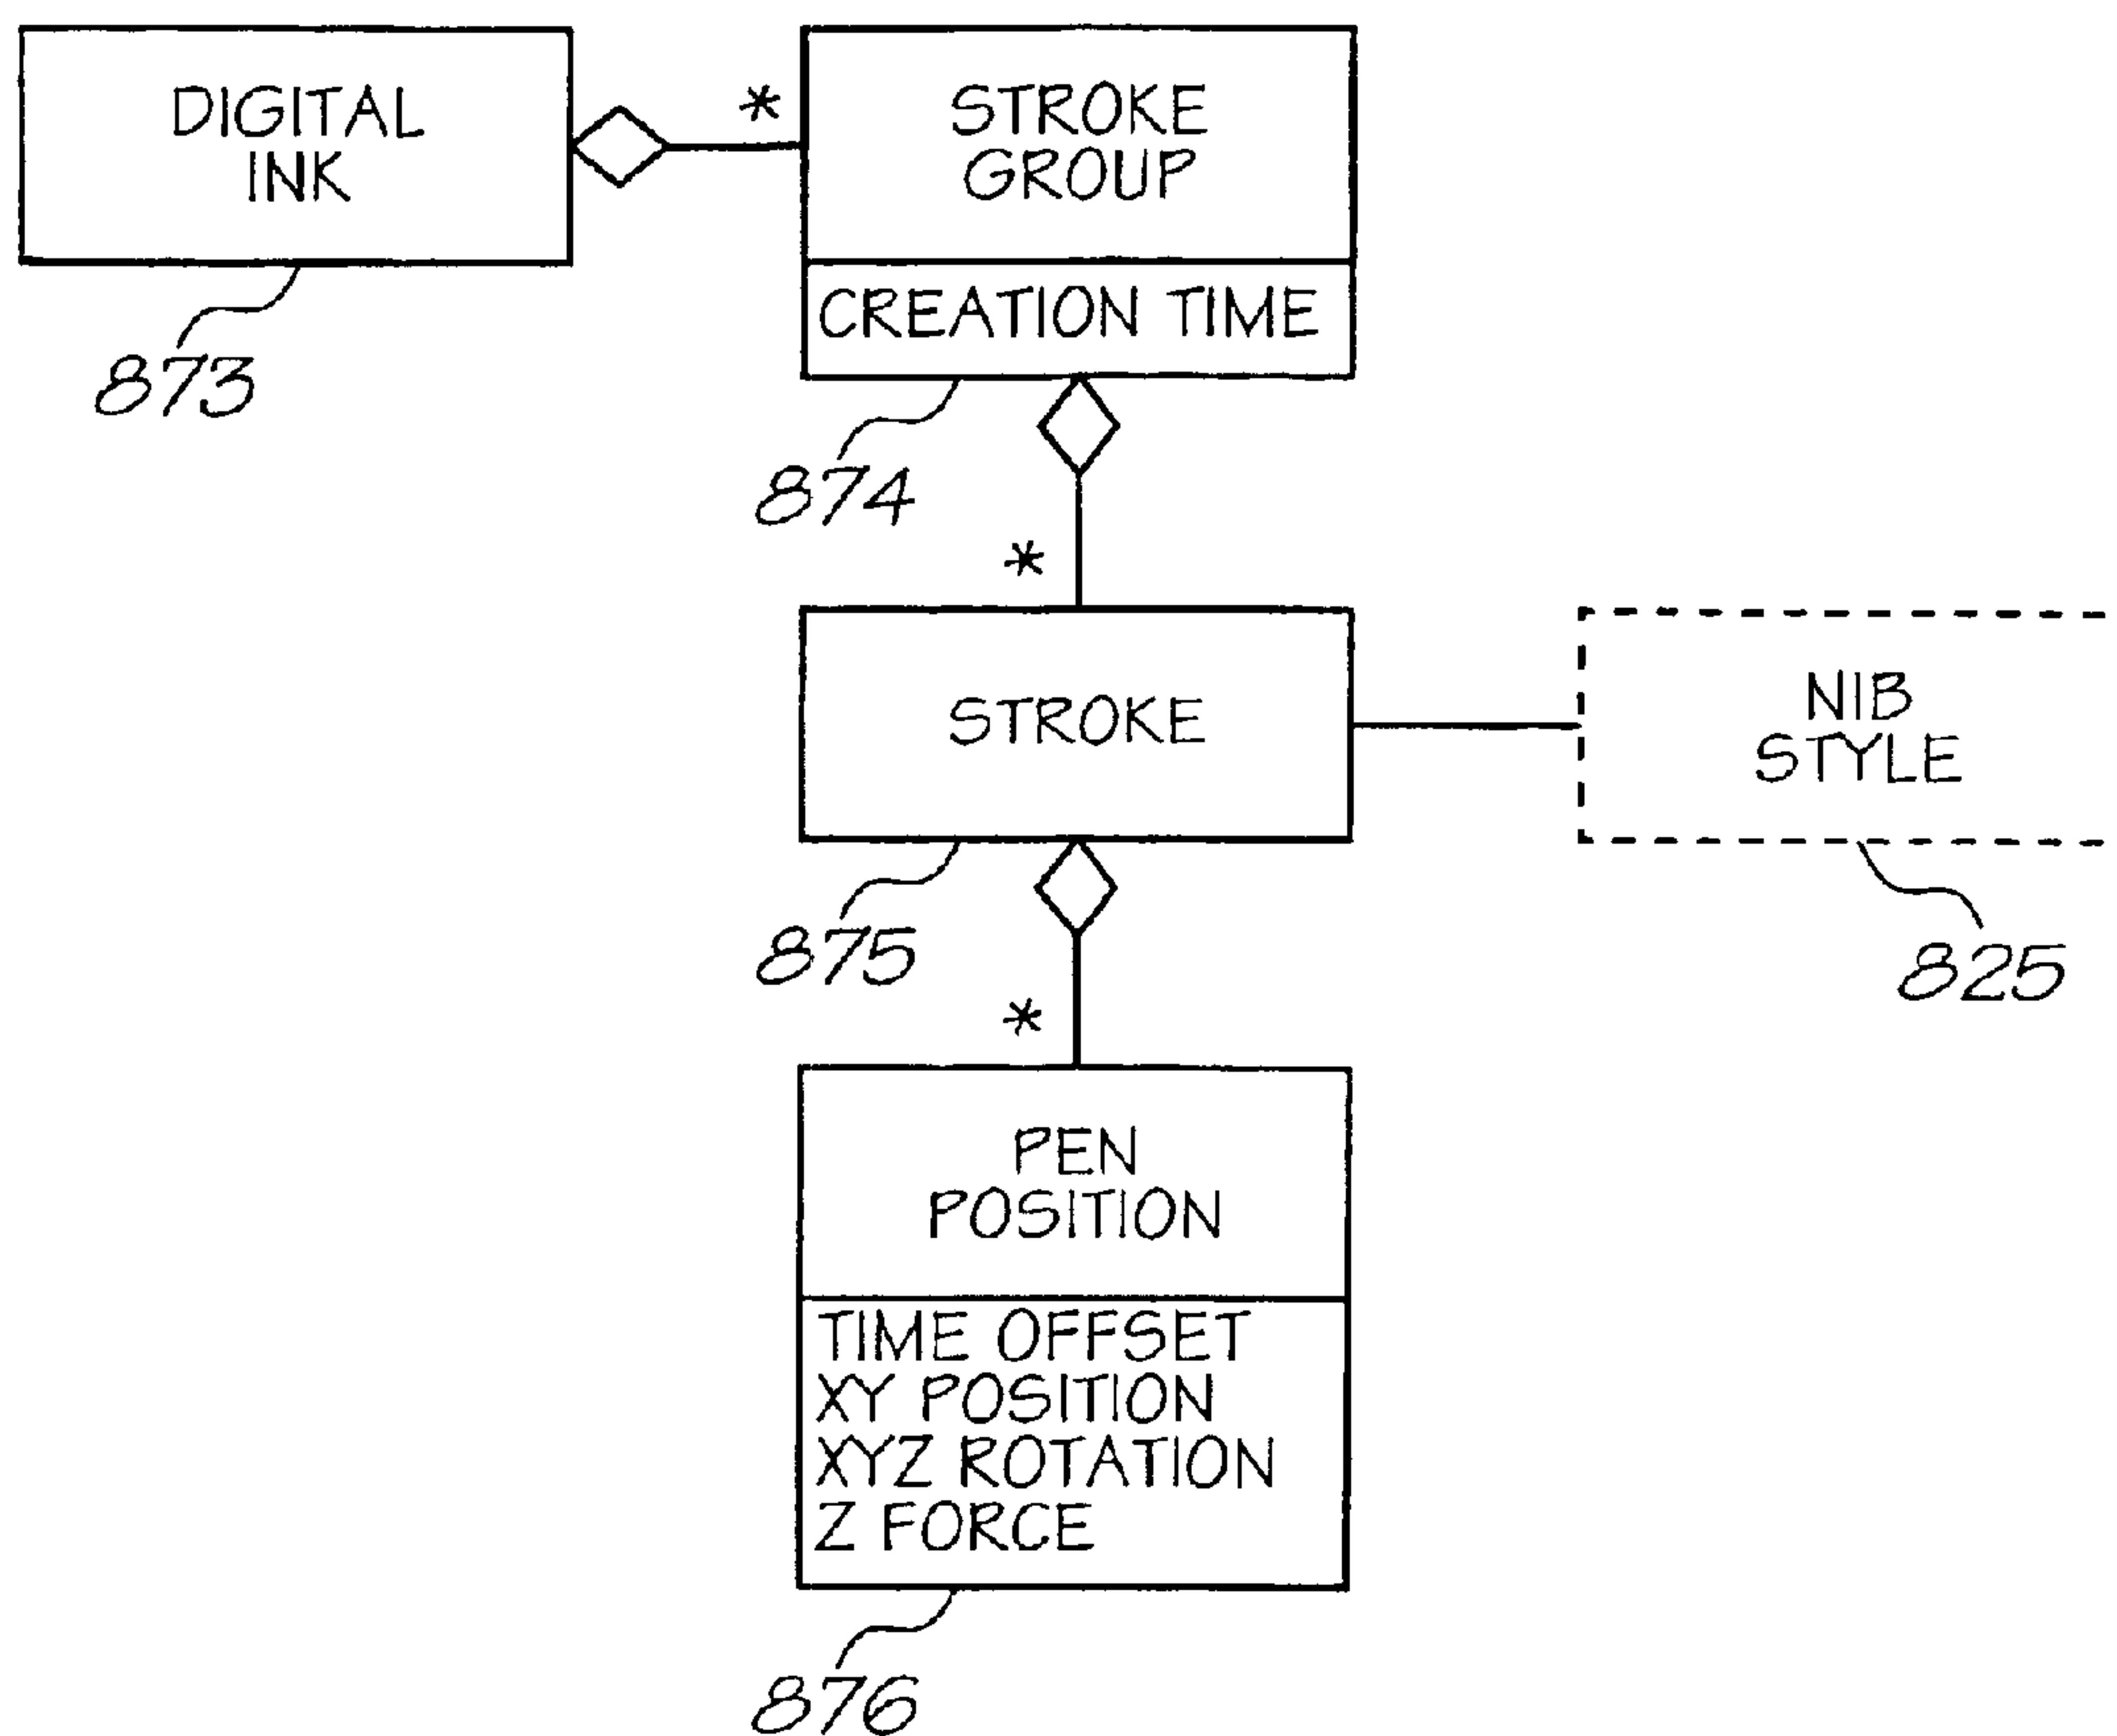 DIGITAL
INK
873
*
STROKE
GROUP
CREATION TIME
874
*
STROKE
875
NIB
STYLE
825
*
PEN
POSITION
TIME OFFSET
XY POSITION
XYZ ROTATION
Z FORCE
876